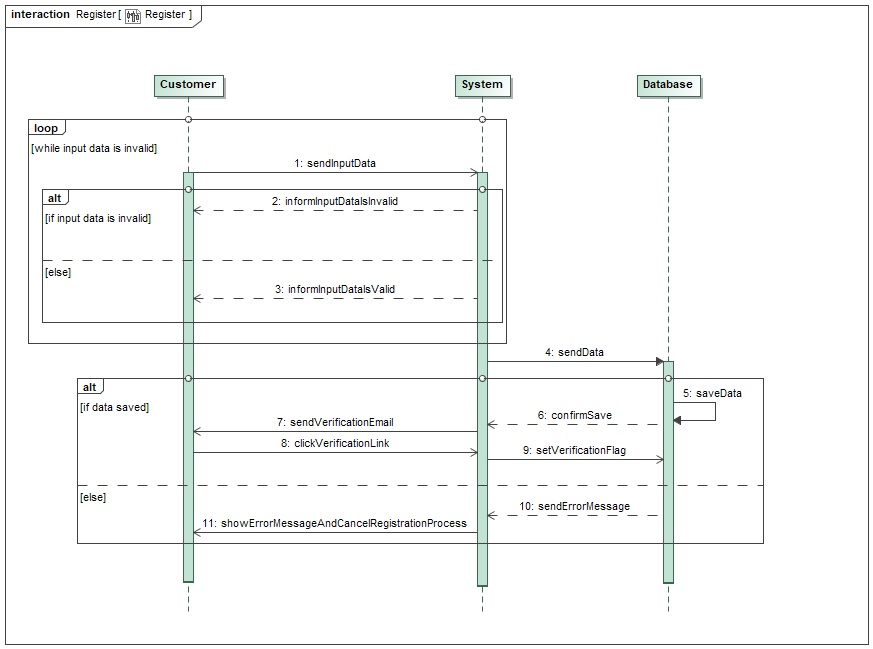 interaction Register [ Register ]
Customer
System
Database
loop
[while input data is invalid]
1: sendInputData
alt
2: informInputDataIsInvalid
[if input data is invalid]
[else]
3: informInputDataIsValid
4: sendData
alt
5: saveData
[if data saved]
6: confirmSave
7: sendVerificationEmail
8: clickVerificationLink
9: setVerificationFlag
[else]
10: sendErrorMessage
11: showErrorMessageAndCancelRegistrationProcess